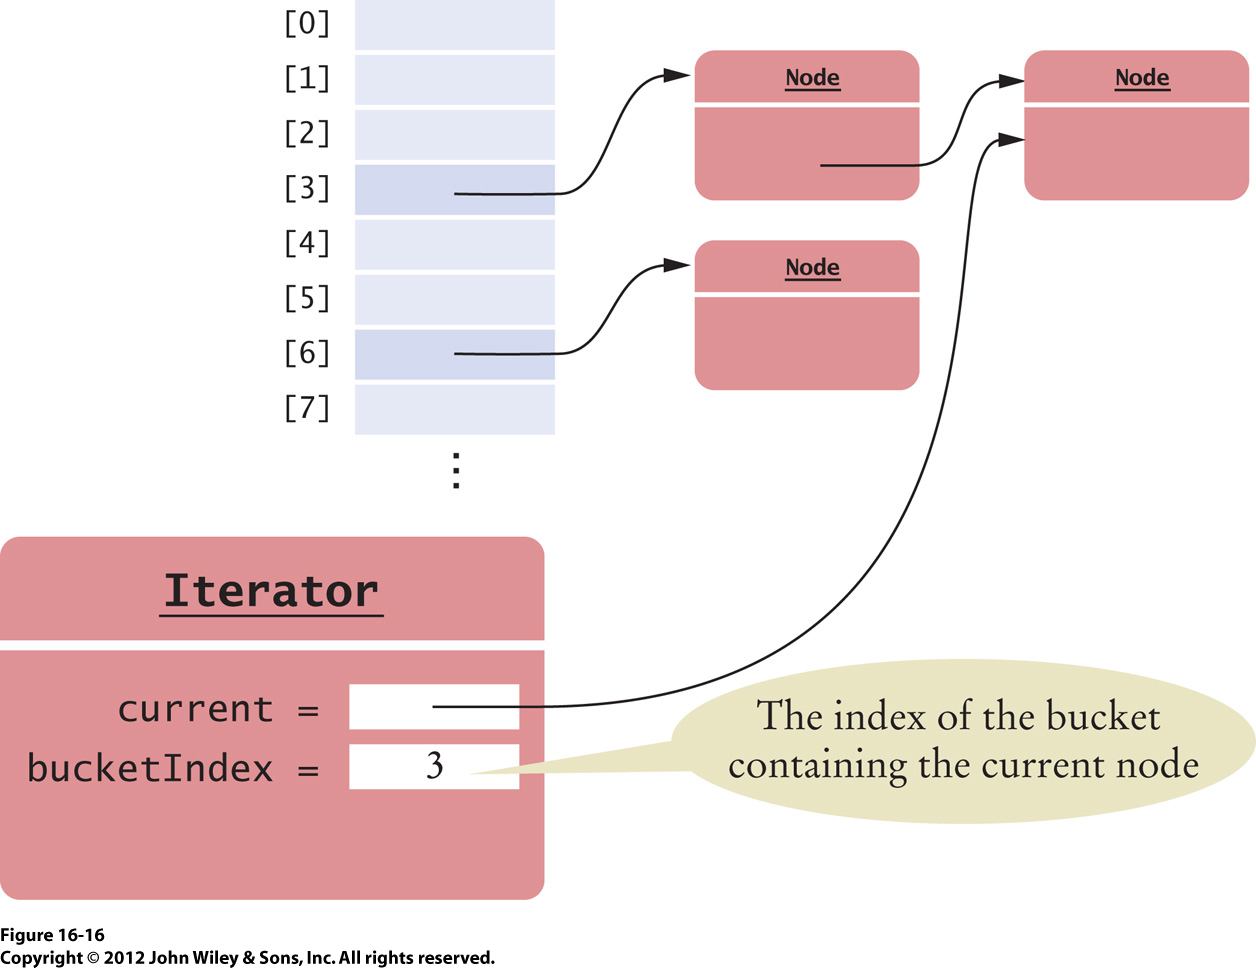 [0]
[1]
[2]
[3]
[4]
[5]
[6]
[7]
Node
Node
Node
Iterator
current =
bucketIndex = 3
The index of the bucket
containing the current node
Figure 16-16
Copyright © 2012 John Wiley & Sons, Inc. All rights reserved.